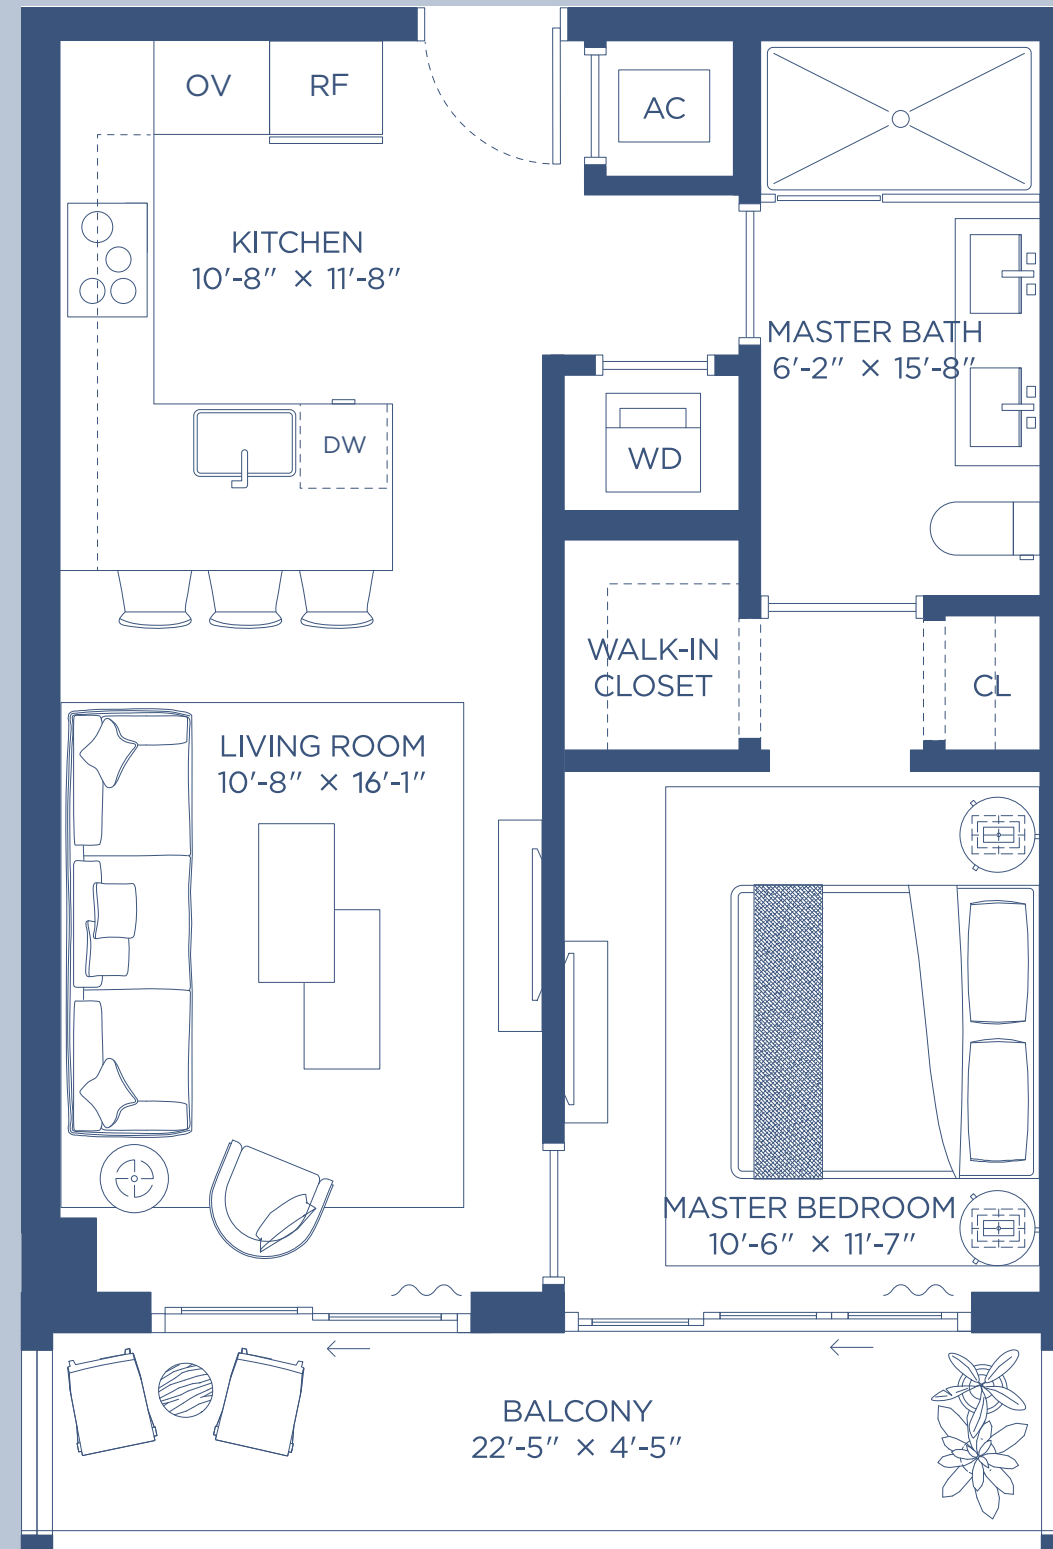 OV
RF
AC
KITCHEN
10'-8" × 11'-8"
MASTER BATH
6'-2" × 15'-8"
DW
WD
WALK-IN
CLOSET
CL
LIVING ROOM
10'-8" × 16'-1"
MASTER BEDROOM
10'-6" × 11'-7"
BALCONY
22'-5" × 4'-5"